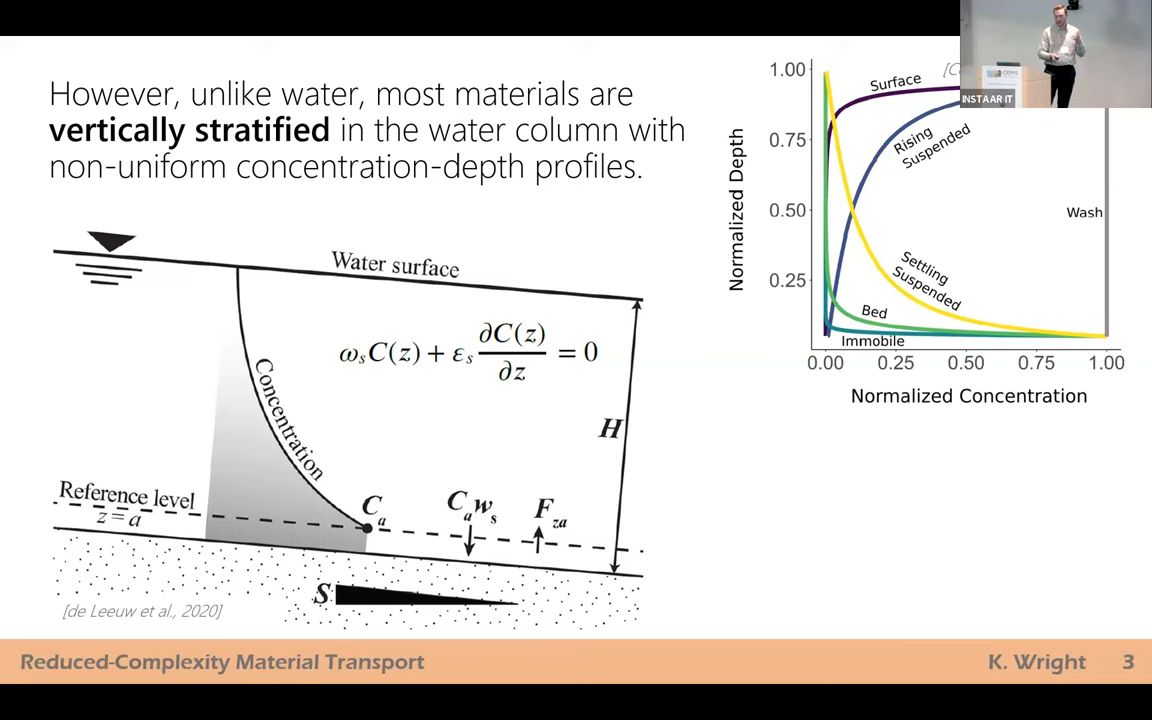 However, unlike water, most materials are
vertically stratified in the water column with
non-uniform concentration-depth profiles.
Water surface
ωsC(z) + εs ∂C(z)/∂z = 0
Concentration
H
Reference level
z=a
Ca
Caws
Fza
S
[de Leeuw et al., 2020]
INSTAAR IT
Normalized Depth
1.00
0.75
0.50
0.25
Surface
Rising
Suspended
Wash
Settling
Suspended
Bed
Immobile
0.00 0.25 0.50 0.75 1.00
Normalized Concentration
Reduced-Complexity Material Transport
K. Wright 3